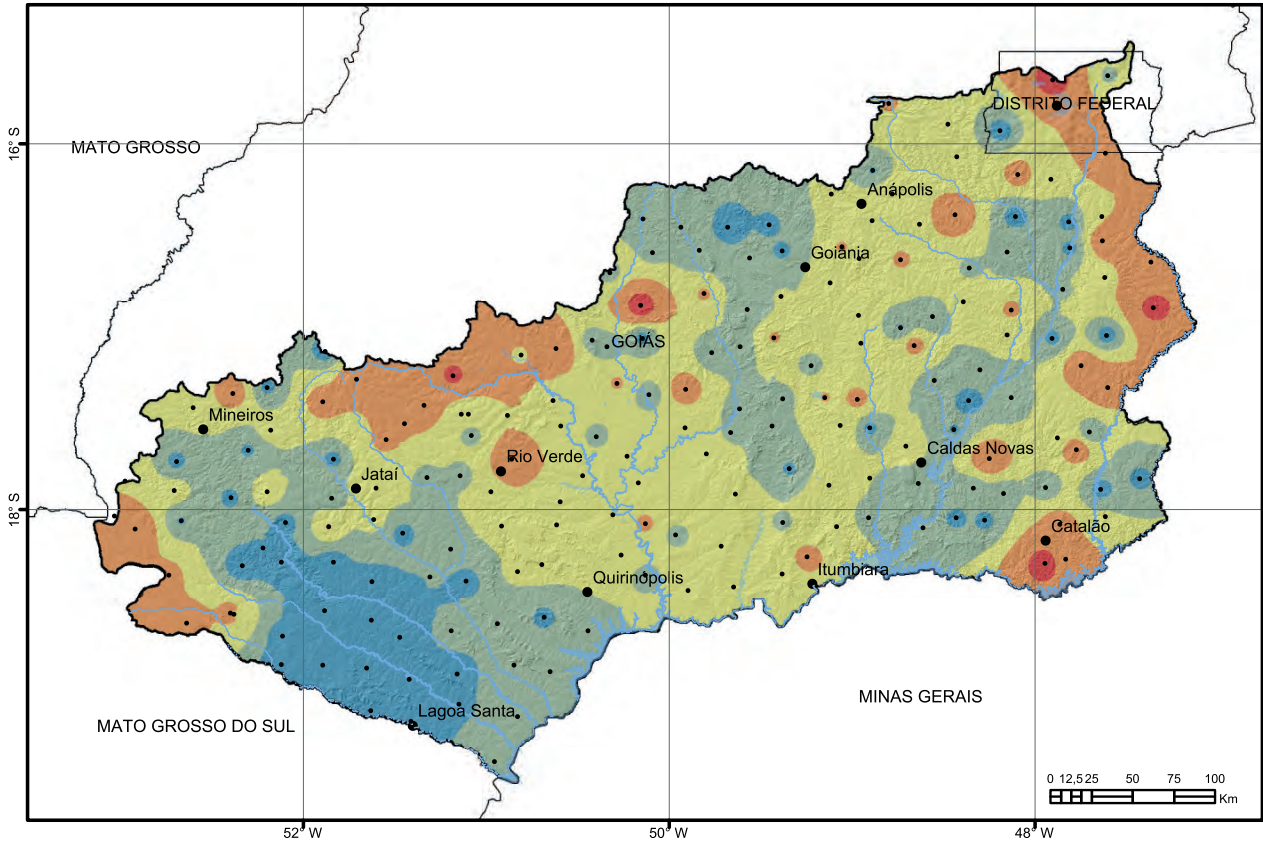 DISTRITO FEDERAL
MATO GROSSO
16°S
Anápolis
Goiânia
GOIÁS
Mineiros
Rio Verde
Caldas Novas
Jataí
18°S
Catalão
Itumbiara
Quirinópolis
MINAS GERAIS
Lagoa Santa
MATO GROSSO DO SUL
0 12,5 25 50 75 100
Km
52°W 50°W 48°W